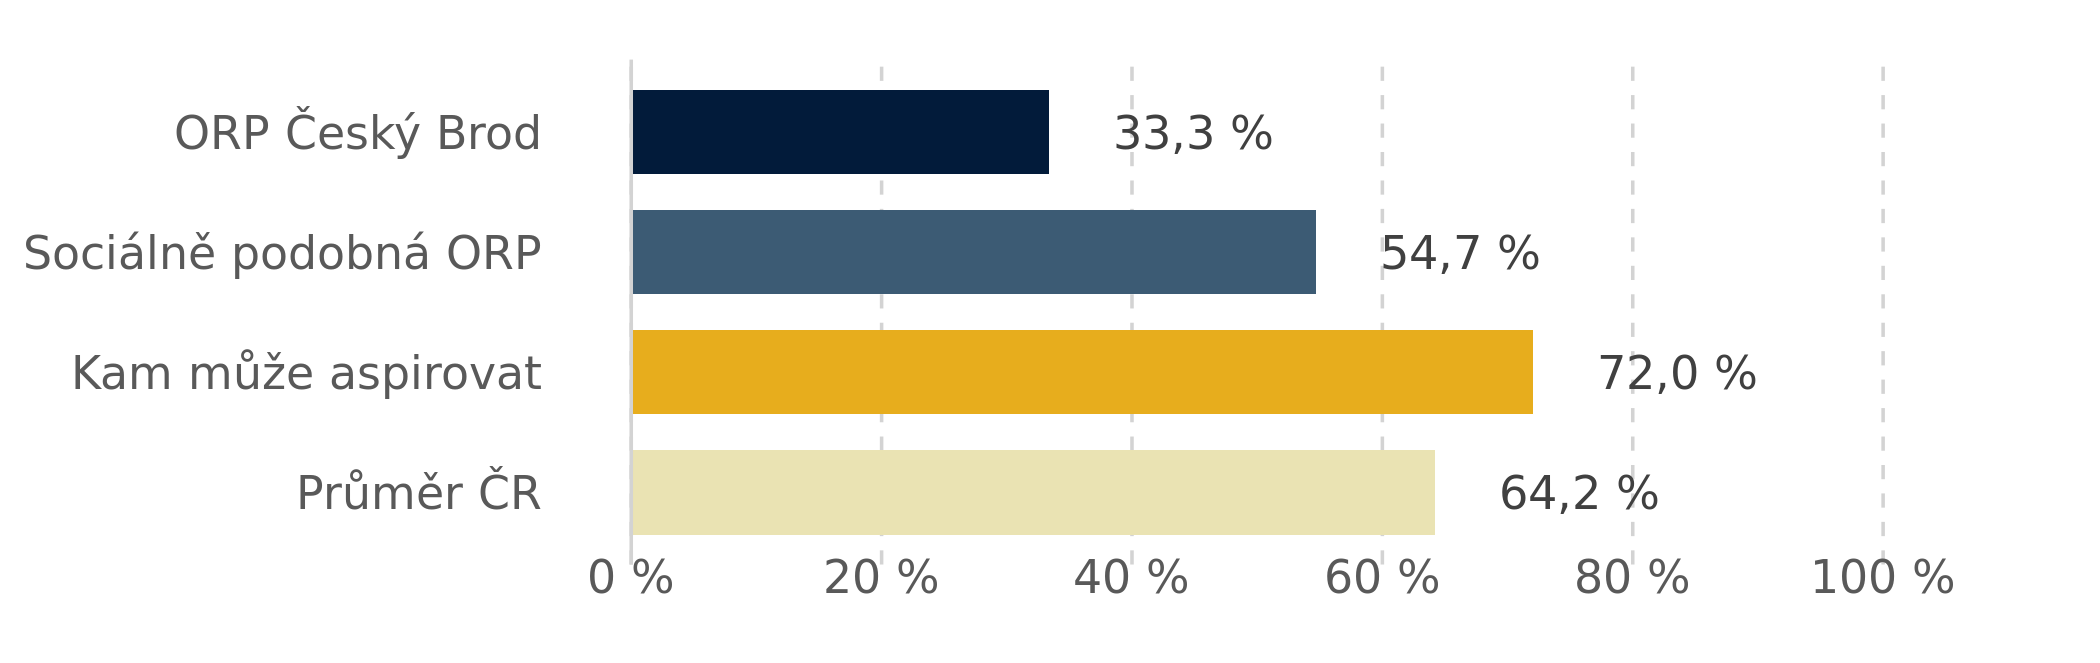 ORP Český Brod 33,3 %
Sociálně podobná ORP 54,7 %
Kam může aspirovat 72,0 %
Průměr ČR 64,2 %
0 % 20 % 40 % 60 % 80 % 100 %